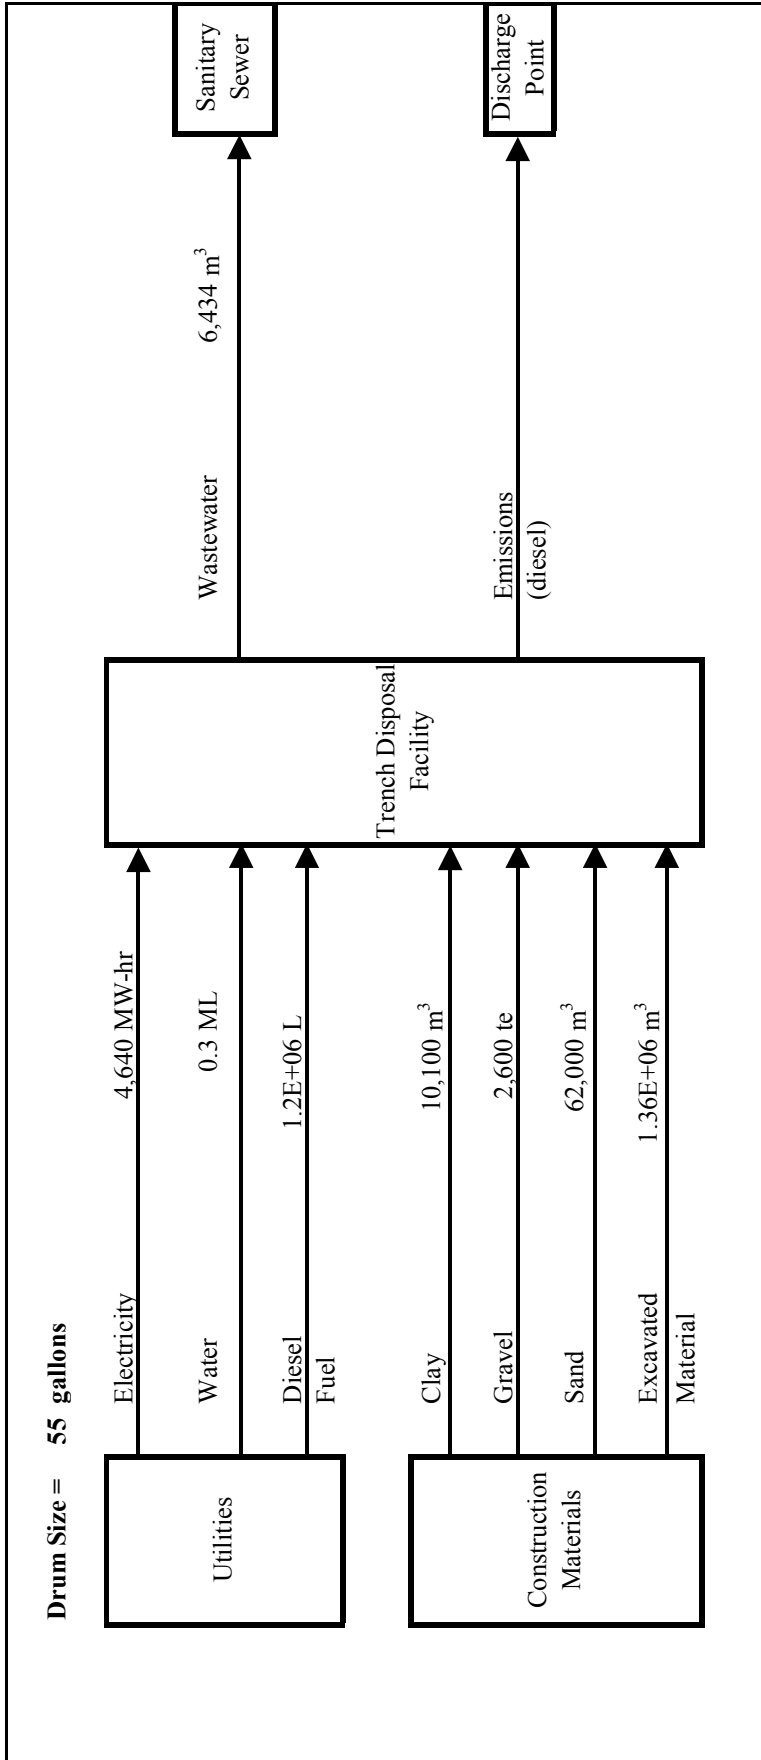 Drum Size = 55 gallons
Utilities
Electricity
4,640 MW-hr
Water
0.3 ML
Diesel
Fuel
1.2E+06 L
Construction
Materials
Clay
10,100 m³
Gravel
2,600 te
Sand
62,000 m³
Excavated
Material
1.36E+06 m³
Trench Disposal
Facility
Wastewater
6,434 m³
Sanitary
Sewer
Emissions
(diesel)
Discharge
Point